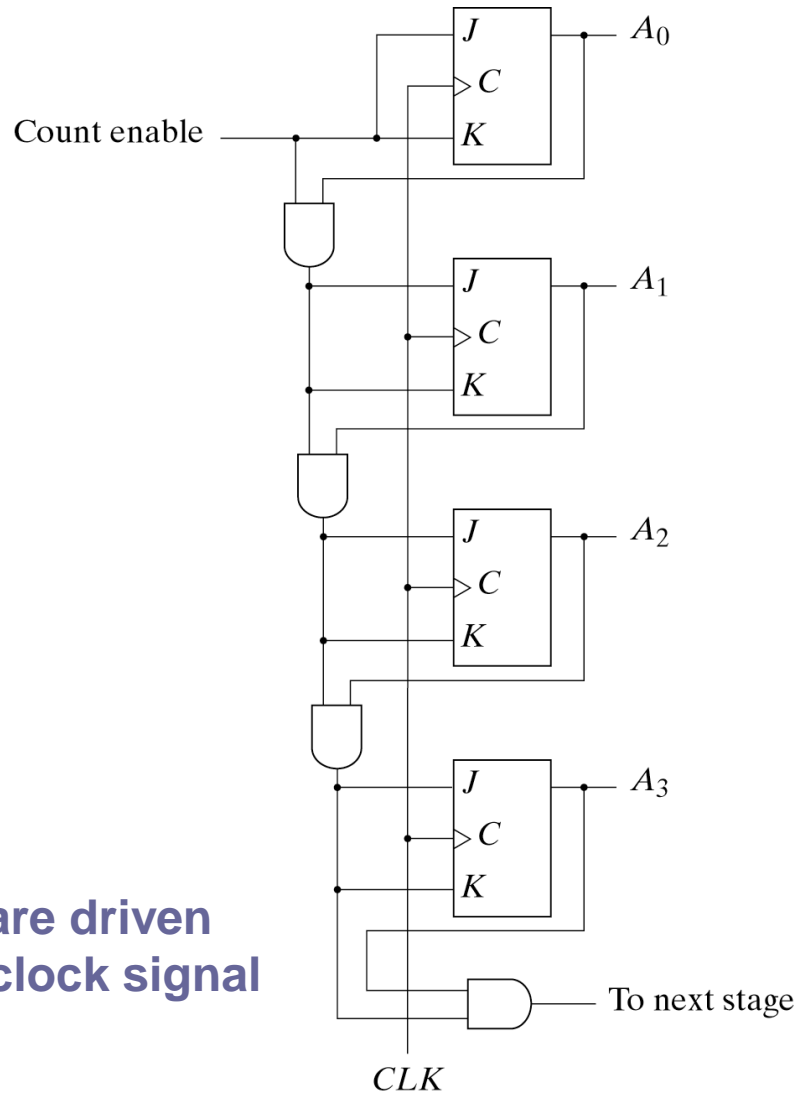 J
A0
C
Count enable
K
J
A1
C
K
J
A2
C
K
J
A3
C
K
are driven
clock signal
To next stage
CLK